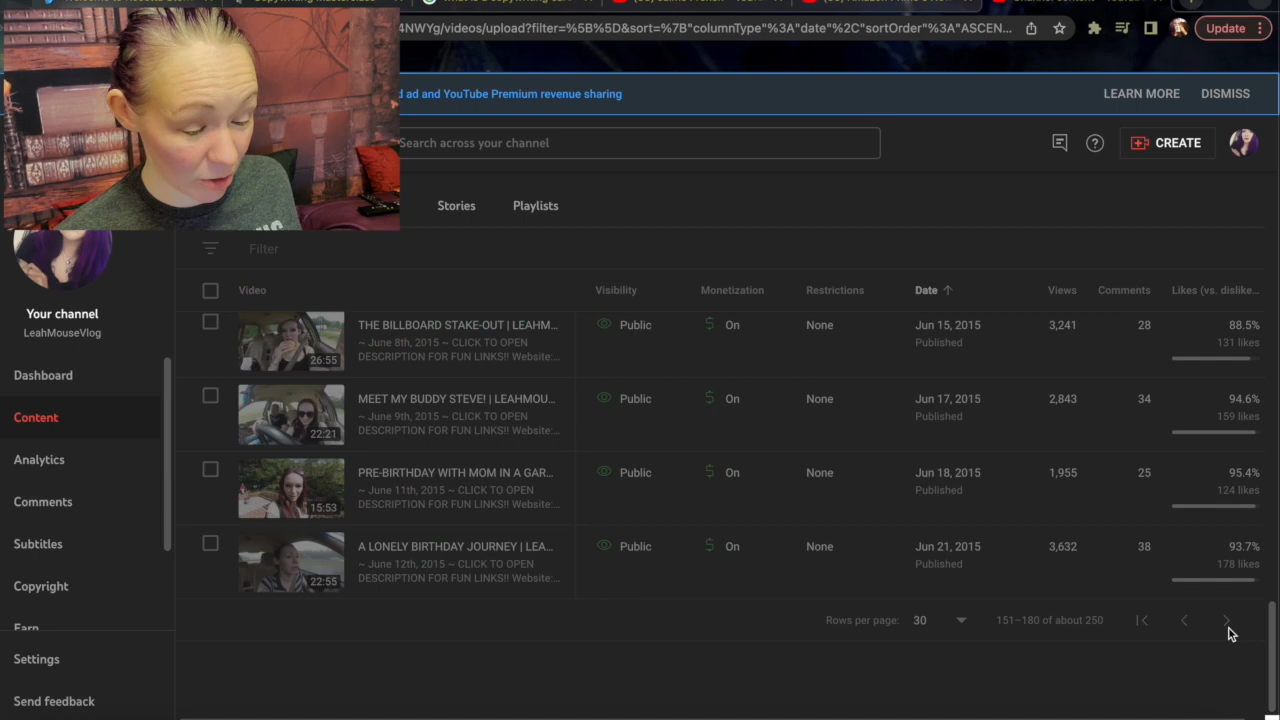 4NWYg/videos/upload?filter=%5B%5D&sort=%7B"columnType"%3A"date"%2C"sortOrder"%3A"ASCEN...
Update
ad and YouTube Premium revenue sharing
LEARN MORE
DISMISS
Search across your channel
CREATE
Stories
Playlists
Filter
Your channel
LeahMouseVlog
Dashboard
Content
Analytics
Comments
Subtitles
Copyright
Earn
Settings
Send feedback
Video Visibility Monetization Restrictions Date Views Comments Likes (vs. dislike...
THE BILLBOARD STAKE-OUT | LEAHM... Public On None Jun 15, 2015 3,241 28 88.5%
~ June 8th, 2015 ~ CLICK TO OPEN Published 131 likes
DESCRIPTION FOR FUN LINKS!! Website:...
26:55
MEET MY BUDDY STEVE! | LEAHMOU... Public On None Jun 17, 2015 2,843 34 94.6%
~ June 9th, 2015 ~ CLICK TO OPEN Published 159 likes
DESCRIPTION FOR FUN LINKS!! Website:...
22:21
PRE-BIRTHDAY WITH MOM IN A GAR... Public On None Jun 18, 2015 1,955 25 95.4%
~ June 11th, 2015 ~ CLICK TO OPEN Published 124 likes
DESCRIPTION FOR FUN LINKS!! Website:...
15:53
A LONELY BIRTHDAY JOURNEY | LEA... Public On None Jun 21, 2015 3,632 38 93.7%
~ June 12th, 2015 ~ CLICK TO OPEN Published 178 likes
DESCRIPTION FOR FUN LINKS!! Website:...
22:55
Rows per page: 30 151–180 of about 250